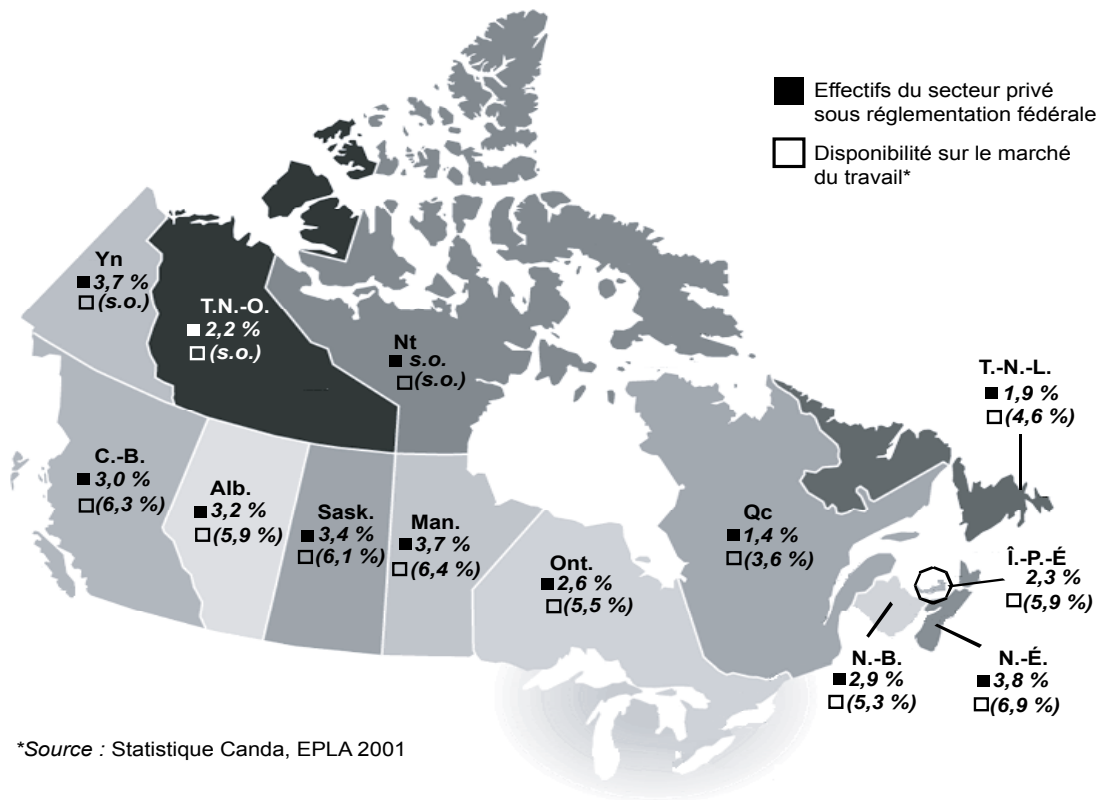 Effectifs du secteur privé
sous réglementation fédérale
Disponibilité sur le marché
du travail*
Yn
3,7 %
(s.o.)
T.N.-O.
2,2 %
(s.o.)
Nt
s.o.
(s.o.)
T.-N.-L.
1,9 %
(4,6 %)
C.-B.
3,0 %
(6,3 %)
Alb.
3,2 %
(5,9 %)
Sask.
3,4 %
(6,1 %)
Man.
3,7 %
(6,4 %)
Ont.
2,6 %
(5,5 %)
Qc
1,4 %
(3,6 %)
Î.-P.-É
2,3 %
(5,9 %)
N.-B.
2,9 %
(5,3 %)
N.-É.
3,8 %
(6,9 %)
*Source : Statistique Canda, EPLA 2001